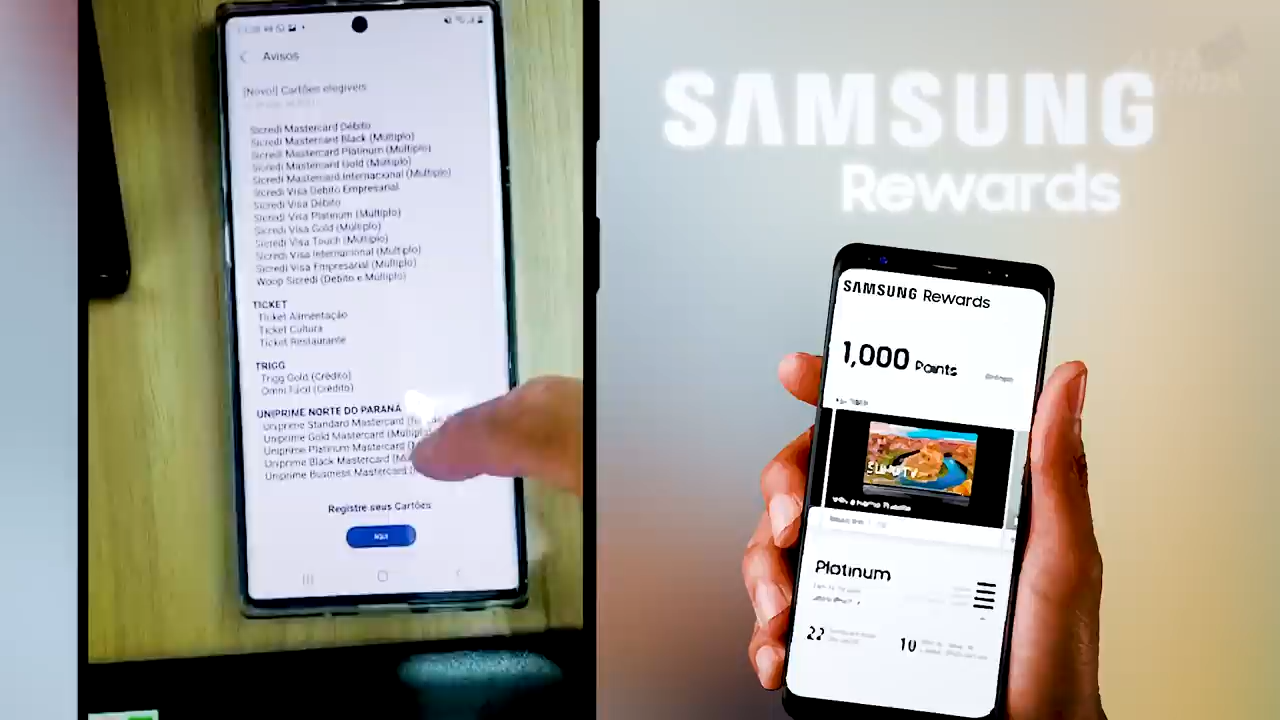 Avisos
[Novo!] Cartões elegíveis
Sicredi Mastercard Débito
Sicredi Mastercard Black (Múltiplo)
Sicredi Mastercard Platinum (Múltiplo)
Sicredi Mastercard Gold (Múltiplo)
Sicredi Mastercard Internacional (Múltiplo)
Sicredi Visa Débito Empresarial
Sicredi Visa Débito
Sicredi Visa Platinum (Múltiplo)
Sicredi Visa Gold (Múltiplo)
Sicredi Visa Touch (Múltiplo)
Sicredi Visa Internacional (Múltiplo)
Sicredi Visa Empresarial (Múltiplo)
Woop Sicredi (Débito e Múltiplo)
TICKET
Ticket Alimentação
Ticket Cultura
Ticket Restaurante
TRIGG
Trigg Gold (Crédito)
Omni Fácil (Crédito)
UNIPRIME NORTE DO PARANÁ
Uniprime Standard Mastercard
Uniprime Gold Mastercard (Múltiplo
Uniprime Platinum Mastercard
Uniprime Black Mastercard
Uniprime Business Mastercard
Registre seus Cartões
AQUI
SAMSUNG
Rewards
SAMSUNG Rewards
1,000 Points
Platinum
22
10